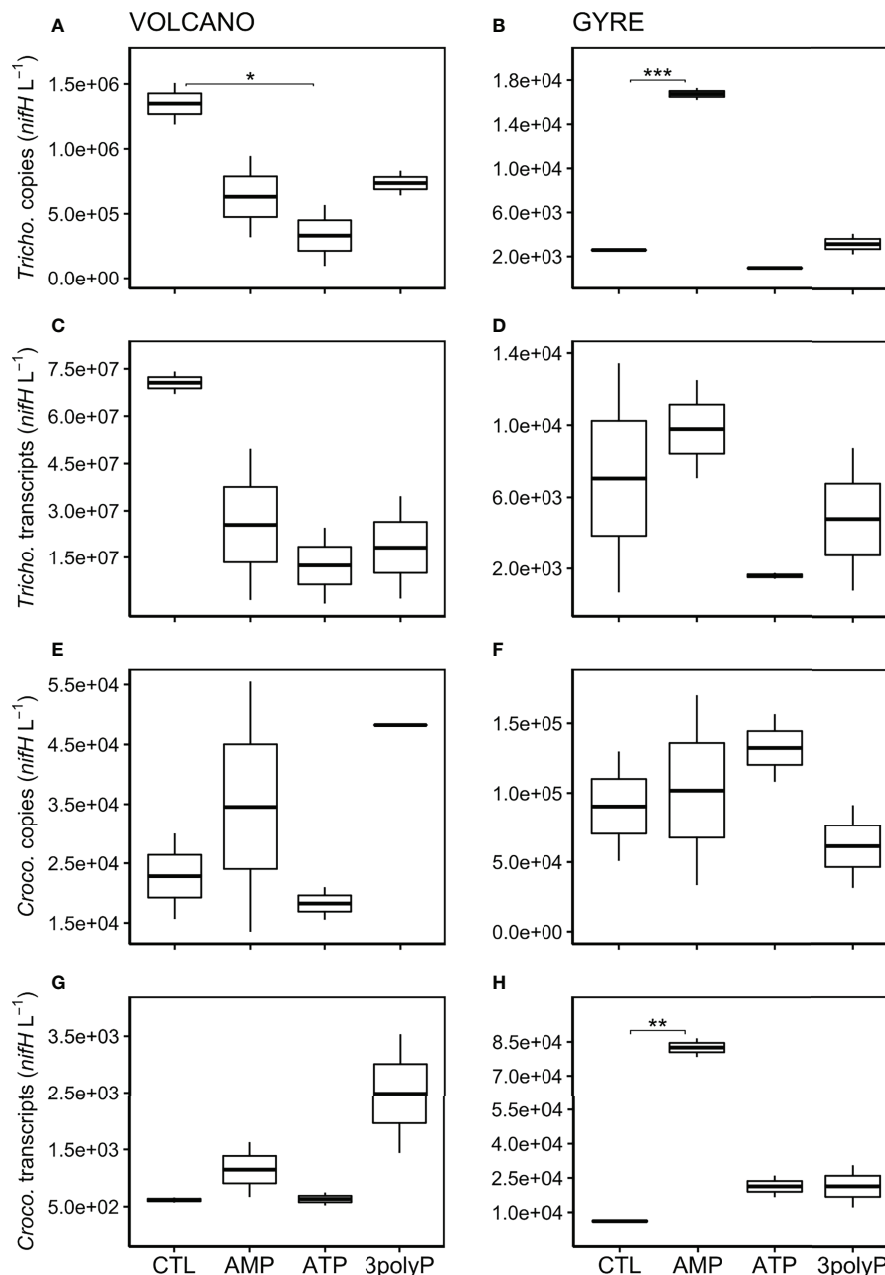 A VOLCANO
B GYRE
Tricho. copies (nifH L−1)
1.5e+06
1.0e+06
5.0e+05
0.0e+00
*
1.8e+04
1.4e+04
6.0e+03
2.0e+03
***
C
D
Tricho. transcripts (nifH L−1)
7.5e+07
6.0e+07
4.5e+07
3.0e+07
1.5e+07
1.4e+04
1.0e+04
6.0e+03
2.0e+03
E
F
Croco. copies (nifH L−1)
5.5e+04
4.5e+04
3.5e+04
2.5e+04
1.5e+04
1.5e+05
1.0e+05
5.0e+04
0.0e+00
G
H
Croco. transcripts (nifH L−1)
3.5e+03
2.5e+03
1.5e+03
5.0e+02
**
8.5e+04
7.0e+04
5.5e+04
4.0e+04
2.5e+04
1.0e+04
CTL AMP ATP 3polyP
CTL AMP ATP 3polyP